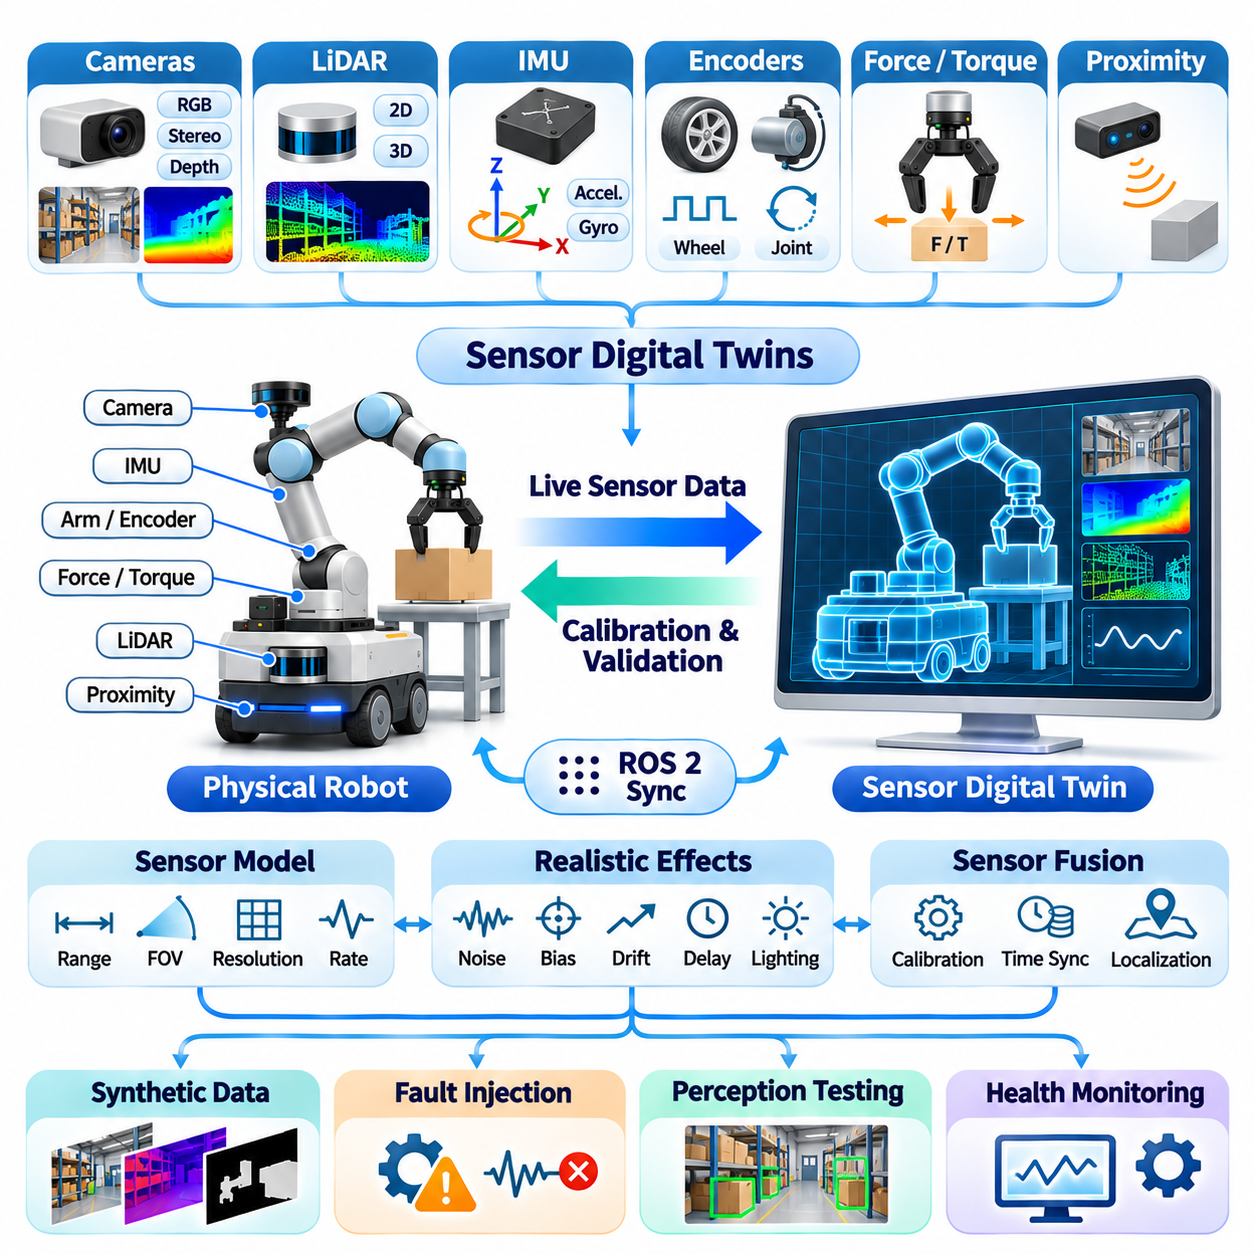 Cameras
RGB
Stereo
Depth
LiDAR
2D
3D
IMU
Z
Y
X
Accel.
Gyro
Encoders
Wheel
Joint
Force / Torque
F / T
Proximity
Sensor Digital Twins
Camera
IMU
Arm / Encoder
Force / Torque
LiDAR
Proximity
Live Sensor Data
Calibration &
Validation
Physical Robot
ROS 2
Sync
Sensor Digital Twin
Sensor Model
Range
FOV
Resolution
Rate
Realistic Effects
Noise
Bias
Drift
Delay
Lighting
Sensor Fusion
Calibration
Time Sync
Localization
Synthetic Data
Fault Injection
Perception Testing
Health Monitoring